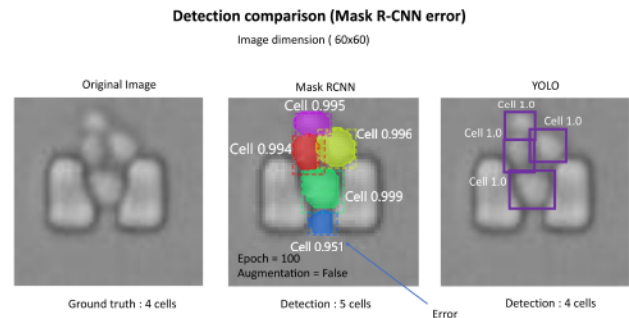 Detection comparison (Mask R-CNN error)
Image dimension ( 60x60)
Original Image
Mask RCNN
YOLO
Cell 0.995
Cell 0.994
Cell 0.996
Cell 0.999
Cell 0.951
Epoch = 100
Augmentation = False
Cell 1.0
Cell 1.0
Cell 1.0
Cell 1.0
Ground truth : 4 cells
Detection : 5 cells
Detection : 4 cells
Error